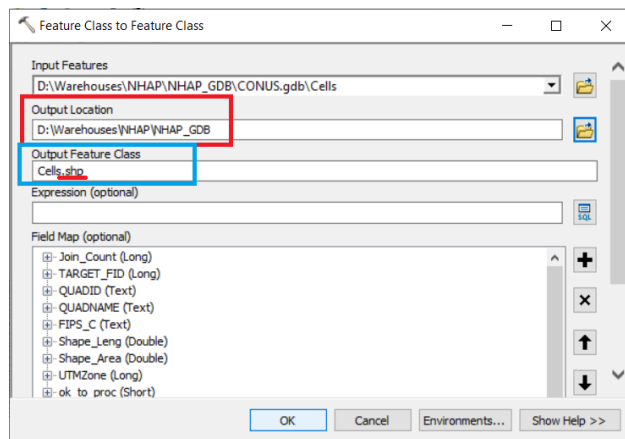 Feature Class to Feature Class
Input Features
D:\Warehouses\NHAP\NHAP_GDB\CONUS.gdb\Cells
Output Location
D:\Warehouses\NHAP\NHAP_GDB
Output Feature Class
Cells.shp
Expression (optional)
SQL
Field Map (optional)
Join_Count (Long)
TARGET_FID (Long)
QUADID (Text)
QUADNAME (Text)
FIPS_C (Text)
Shape_Leng (Double)
Shape_Area (Double)
UTMZone (Long)
ok_to_proc (Short)
OK Cancel Environments... Show Help >>